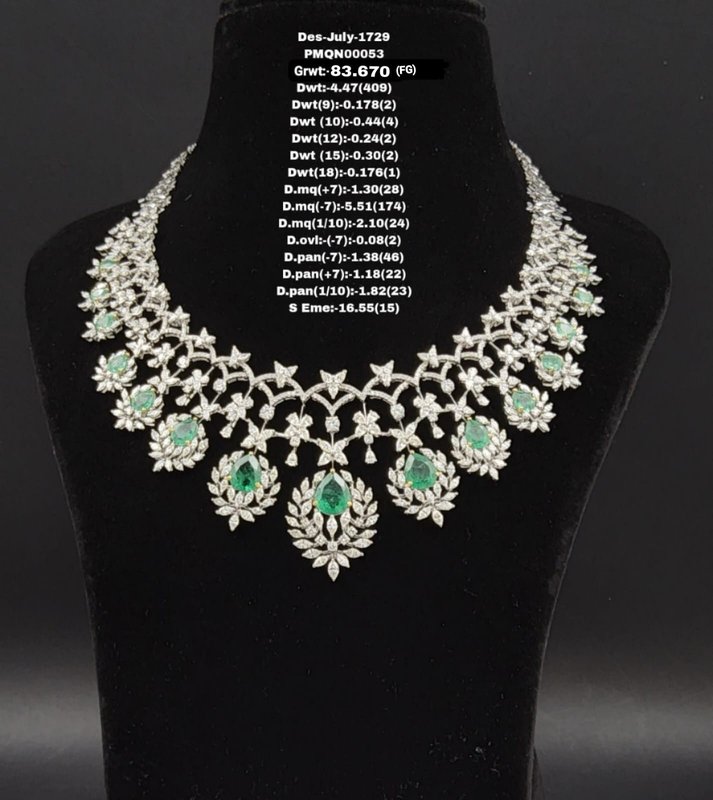 Des-July-1729
PMQN00053
Grwt:-83.670 (FG)
Dwt:-4.47(409)
Dwt(9):-0.178(2)
Dwt (10):-0.44(4)
Dwt(12):-0.24(2)
Dwt (15):-0.30(2)
Dwt(18):-0.176(1)
D.mq(+7):-1.30(28)
D.mq(-7):-5.51(174)
D.mq(1/10):-2.10(24)
D.ovl:-(-7):-0.08(2)
D.pan(-7):-1.38(46)
D.pan(+7):-1.18(22)
D.pan(1/10):-1.82(23)
S Eme:-16.55(15)